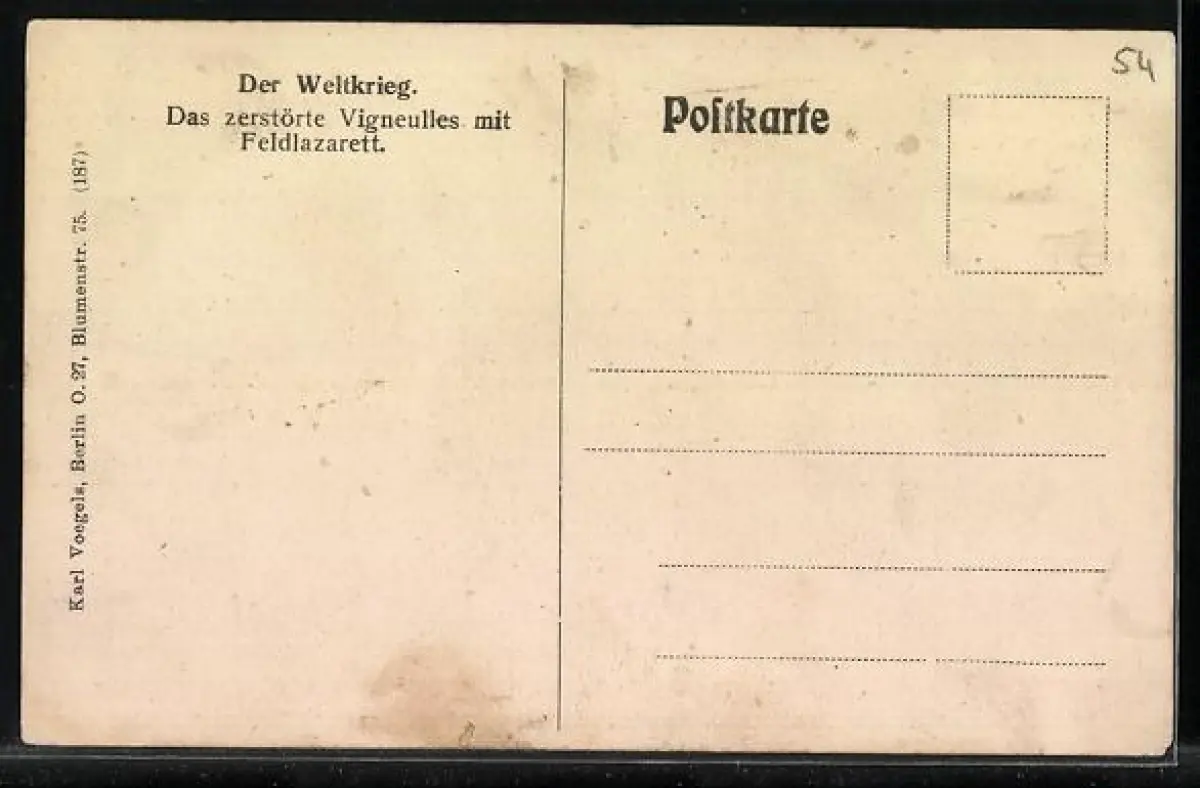 Der Weltkrieg.
Das zerstörte Vigneulles mit
Feldlazarett.
Karl Voegels, Berlin O. 27, Blumenstr. 75. (187)
Poſtkarte
54